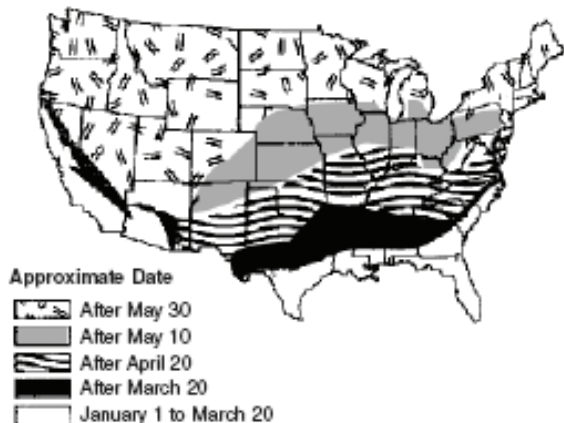 Approximate Date
After May 30
After May 10
After April 20
After March 20
January 1 to March 20